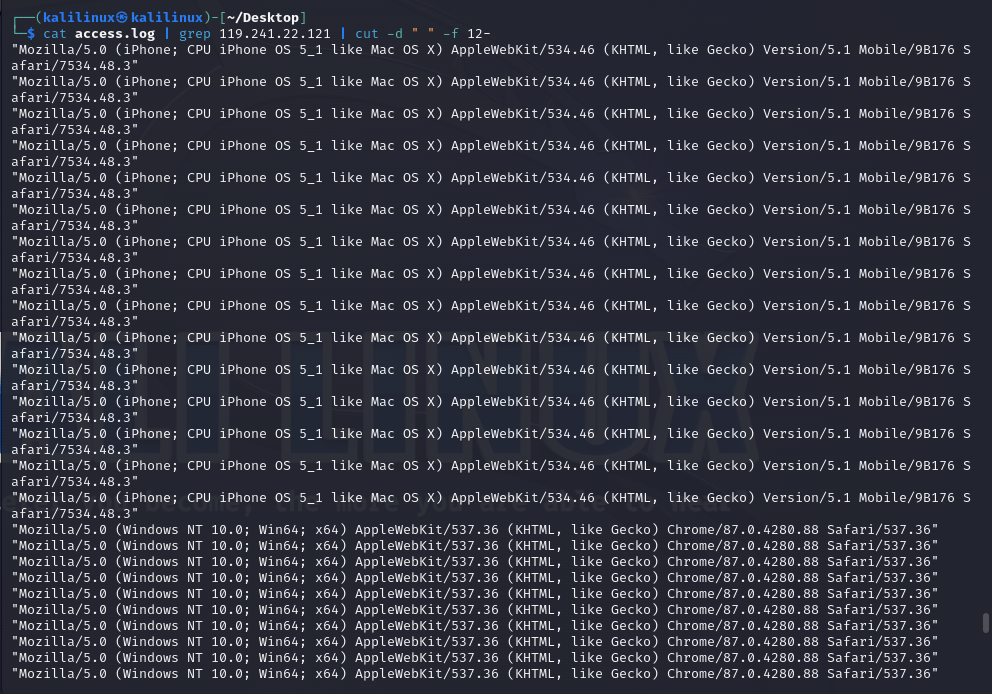 ┌──(kalilinux㉿kalilinux)-[~/Desktop]
└─$ cat access.log | grep 119.241.22.121 | cut -d " " -f 12-
"Mozilla/5.0 (iPhone; CPU iPhone OS 5_1 like Mac OS X) AppleWebKit/534.46 (KHTML, like Gecko) Version/5.1 Mobile/9B176 S
afari/7534.48.3"
"Mozilla/5.0 (iPhone; CPU iPhone OS 5_1 like Mac OS X) AppleWebKit/534.46 (KHTML, like Gecko) Version/5.1 Mobile/9B176 S
afari/7534.48.3"
"Mozilla/5.0 (iPhone; CPU iPhone OS 5_1 like Mac OS X) AppleWebKit/534.46 (KHTML, like Gecko) Version/5.1 Mobile/9B176 S
afari/7534.48.3"
"Mozilla/5.0 (iPhone; CPU iPhone OS 5_1 like Mac OS X) AppleWebKit/534.46 (KHTML, like Gecko) Version/5.1 Mobile/9B176 S
afari/7534.48.3"
"Mozilla/5.0 (iPhone; CPU iPhone OS 5_1 like Mac OS X) AppleWebKit/534.46 (KHTML, like Gecko) Version/5.1 Mobile/9B176 S
afari/7534.48.3"
"Mozilla/5.0 (iPhone; CPU iPhone OS 5_1 like Mac OS X) AppleWebKit/534.46 (KHTML, like Gecko) Version/5.1 Mobile/9B176 S
afari/7534.48.3"
"Mozilla/5.0 (iPhone; CPU iPhone OS 5_1 like Mac OS X) AppleWebKit/534.46 (KHTML, like Gecko) Version/5.1 Mobile/9B176 S
afari/7534.48.3"
"Mozilla/5.0 (iPhone; CPU iPhone OS 5_1 like Mac OS X) AppleWebKit/534.46 (KHTML, like Gecko) Version/5.1 Mobile/9B176 S
afari/7534.48.3"
"Mozilla/5.0 (iPhone; CPU iPhone OS 5_1 like Mac OS X) AppleWebKit/534.46 (KHTML, like Gecko) Version/5.1 Mobile/9B176 S
afari/7534.48.3"
"Mozilla/5.0 (iPhone; CPU iPhone OS 5_1 like Mac OS X) AppleWebKit/534.46 (KHTML, like Gecko) Version/5.1 Mobile/9B176 S
afari/7534.48.3"
"Mozilla/5.0 (iPhone; CPU iPhone OS 5_1 like Mac OS X) AppleWebKit/534.46 (KHTML, like Gecko) Version/5.1 Mobile/9B176 S
afari/7534.48.3"
"Mozilla/5.0 (iPhone; CPU iPhone OS 5_1 like Mac OS X) AppleWebKit/534.46 (KHTML, like Gecko) Version/5.1 Mobile/9B176 S
afari/7534.48.3"
"Mozilla/5.0 (iPhone; CPU iPhone OS 5_1 like Mac OS X) AppleWebKit/534.46 (KHTML, like Gecko) Version/5.1 Mobile/9B176 S
afari/7534.48.3"
"Mozilla/5.0 (iPhone; CPU iPhone OS 5_1 like Mac OS X) AppleWebKit/534.46 (KHTML, like Gecko) Version/5.1 Mobile/9B176 S
afari/7534.48.3"
"Mozilla/5.0 (iPhone; CPU iPhone OS 5_1 like Mac OS X) AppleWebKit/534.46 (KHTML, like Gecko) Version/5.1 Mobile/9B176 S
afari/7534.48.3"
"Mozilla/5.0 (Windows NT 10.0; Win64; x64) AppleWebKit/537.36 (KHTML, like Gecko) Chrome/87.0.4280.88 Safari/537.36"
"Mozilla/5.0 (Windows NT 10.0; Win64; x64) AppleWebKit/537.36 (KHTML, like Gecko) Chrome/87.0.4280.88 Safari/537.36"
"Mozilla/5.0 (Windows NT 10.0; Win64; x64) AppleWebKit/537.36 (KHTML, like Gecko) Chrome/87.0.4280.88 Safari/537.36"
"Mozilla/5.0 (Windows NT 10.0; Win64; x64) AppleWebKit/537.36 (KHTML, like Gecko) Chrome/87.0.4280.88 Safari/537.36"
"Mozilla/5.0 (Windows NT 10.0; Win64; x64) AppleWebKit/537.36 (KHTML, like Gecko) Chrome/87.0.4280.88 Safari/537.36"
"Mozilla/5.0 (Windows NT 10.0; Win64; x64) AppleWebKit/537.36 (KHTML, like Gecko) Chrome/87.0.4280.88 Safari/537.36"
"Mozilla/5.0 (Windows NT 10.0; Win64; x64) AppleWebKit/537.36 (KHTML, like Gecko) Chrome/87.0.4280.88 Safari/537.36"
"Mozilla/5.0 (Windows NT 10.0; Win64; x64) AppleWebKit/537.36 (KHTML, like Gecko) Chrome/87.0.4280.88 Safari/537.36"
"Mozilla/5.0 (Windows NT 10.0; Win64; x64) AppleWebKit/537.36 (KHTML, like Gecko) Chrome/87.0.4280.88 Safari/537.36"
"Mozilla/5.0 (Windows NT 10.0; Win64; x64) AppleWebKit/537.36 (KHTML, like Gecko) Chrome/87.0.4280.88 Safari/537.36"
LI LINUX
become, the more you are able to hear